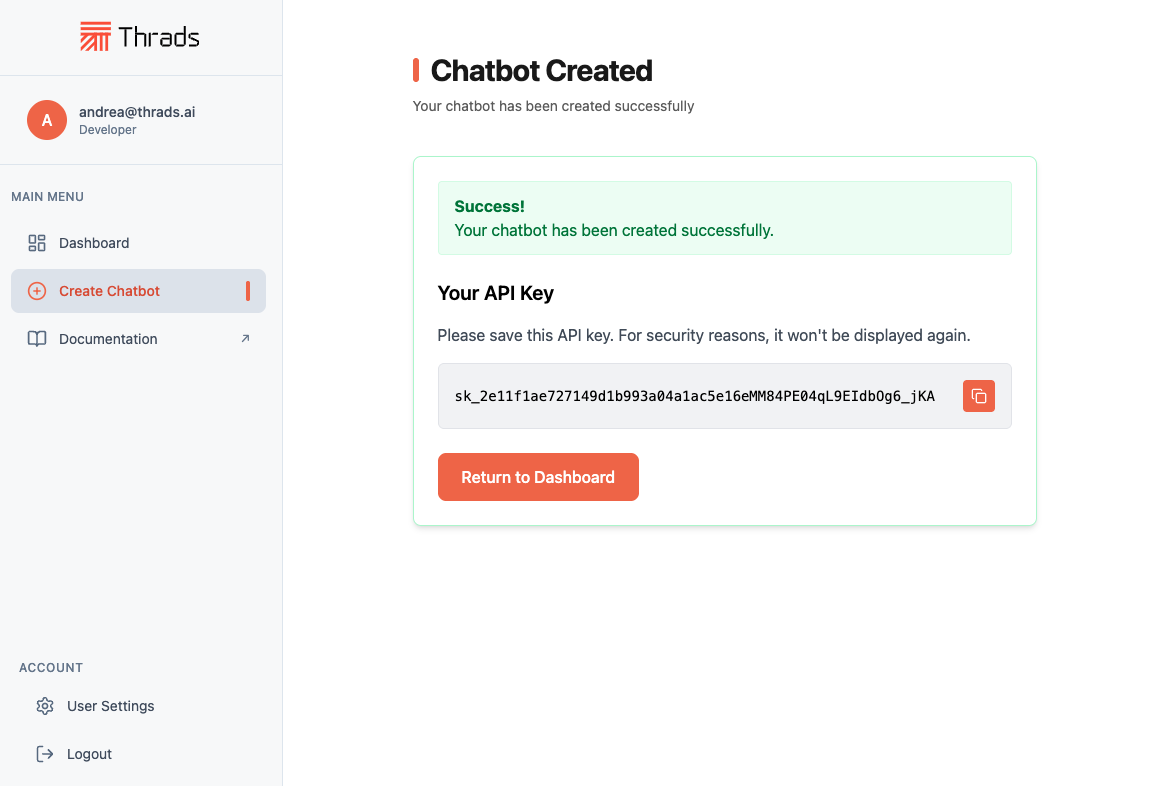 Thrads
A
andrea@thrads.ai
Developer
MAIN MENU
Dashboard
Create Chatbot
Documentation
ACCOUNT
User Settings
Logout
Chatbot Created
Your chatbot has been created successfully
Success!
Your chatbot has been created successfully.
Your API Key
Please save this API key. For security reasons, it won't be displayed again.
sk_2e11f1ae727149d1b993a04a1ac5e16eMM84PE04qL9EIdbOg6_jKA
Return to Dashboard